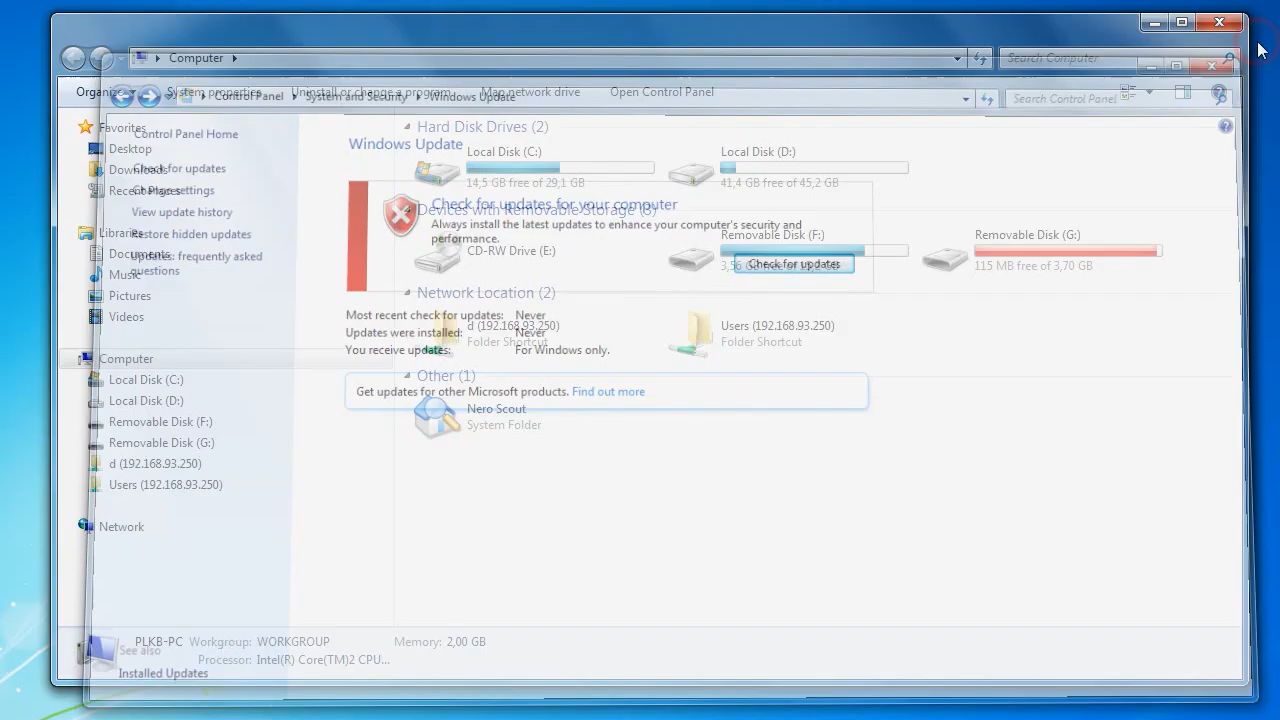 Computer
Search Computer
Organize
System properties
Uninstall or change a program
Map network drive
Open Control Panel
Control Panel
System and Security
Windows Update
Search Control Panel
Favorites
Desktop
Downloads
Recent Places
Libraries
Documents
Music
Pictures
Videos
Computer
Local Disk (C:)
Local Disk (D:)
Removable Disk (F:)
Removable Disk (G:)
d (192.168.93.250)
Users (192.168.93.250)
Network
Control Panel Home
Check for updates
Change settings
View update history
Restore hidden updates
Updates: frequently asked
questions
Hard Disk Drives (2)
Local Disk (C:)
14,5 GB free of 29,1 GB
Local Disk (D:)
41,4 GB free of 45,2 GB
Devices with Removable Storage (3)
CD-RW Drive (E:)
Removable Disk (F:)
Removable Disk (G:)
115 MB free of 3,70 GB
Network Location (2)
d (192.168.93.250)
Folder Shortcut
Users (192.168.93.250)
Folder Shortcut
Other (1)
Nero Scout
System Folder
Windows Update
Check for updates for your computer
Always install the latest updates to enhance your computer's security and
performance.
Check for updates
Most recent check for updates: Never
Updates were installed: Never
You receive updates: For Windows only.
Get updates for other Microsoft products. Find out more
PLKB-PC Workgroup: WORKGROUP Memory: 2,00 GB
Processor: Intel(R) Core(TM)2 CPU...
See also
Installed Updates